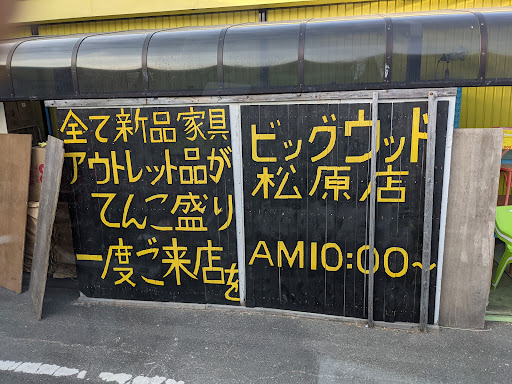 全て新品家具
アウトレット品が
てんこ盛り
一度ご来店を
ビッグウッド
松原店
AM10:00~